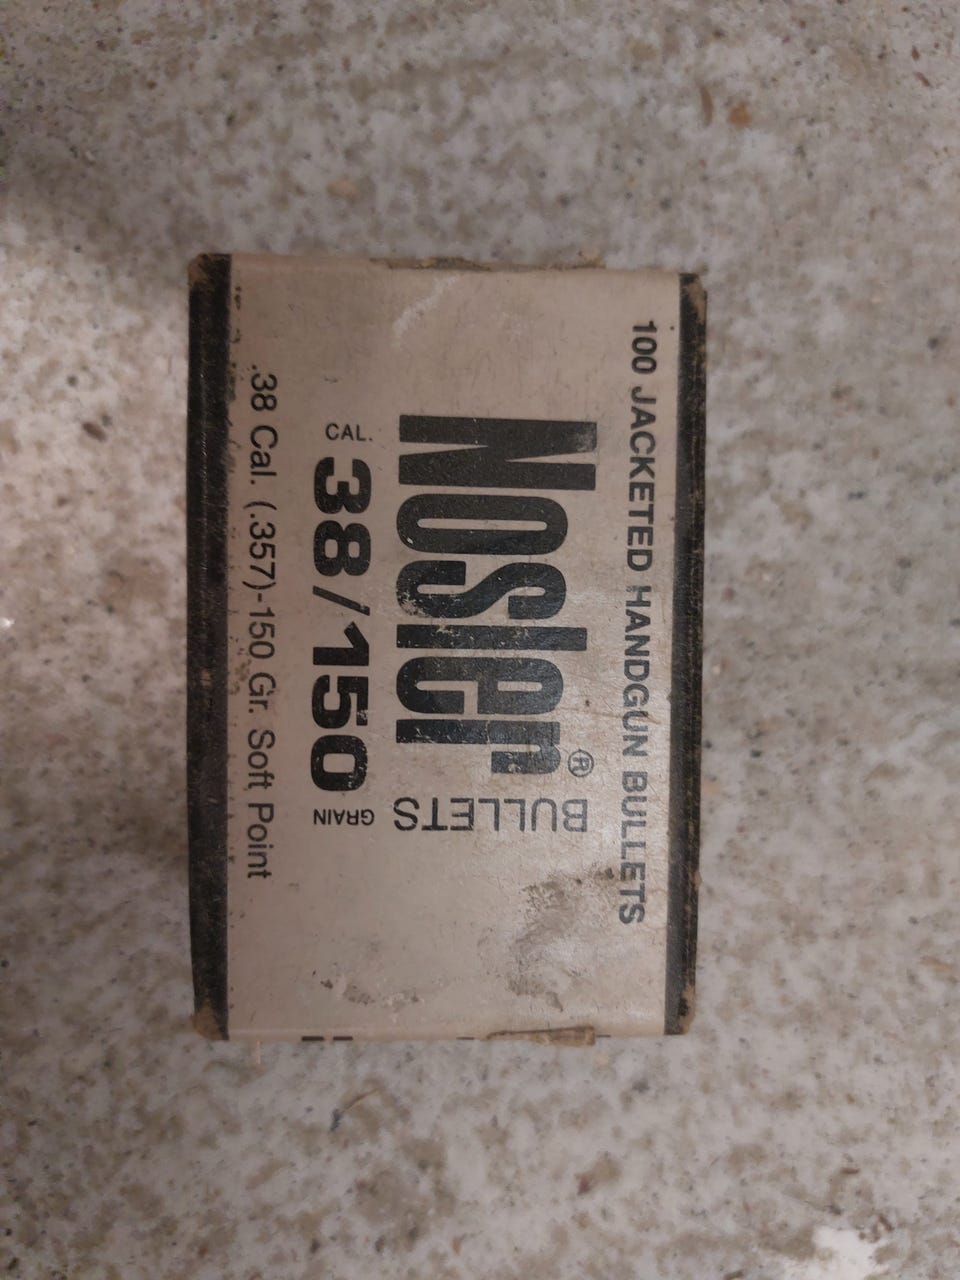 100 JACKETED HANDGUN BULLETS
Nosler® BULLETS
CAL. 38/150 GRAIN
.38 Cal. (.357)-150 Gr. Soft Point